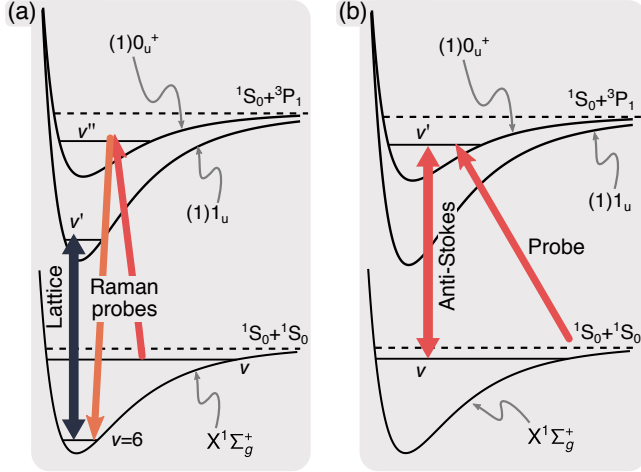 (a)
(1)0ᵤ⁺
¹S₀+³P₁
v"
(1)1ᵤ
v'
Lattice
Raman
probes
¹S₀+¹S₀
v
v=6
X¹Σg⁺
(b)
(1)0ᵤ⁺
¹S₀+³P₁
v'
(1)1ᵤ
Anti-Stokes
Probe
¹S₀+¹S₀
v
X¹Σg⁺